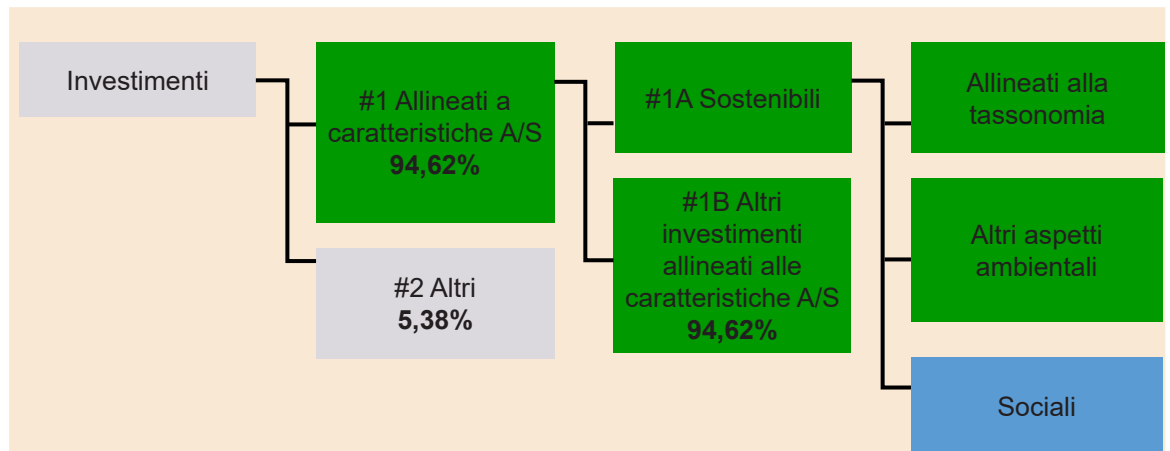 Investimenti
#1 Allineati a
caratteristiche A/S
94,62%
#2 Altri
5,38%
#1A Sostenibili
#1B Altri
investimenti
allineati alle
caratteristiche A/S
94,62%
Allineati alla
tassonomia
Altri aspetti
ambientali
Sociali